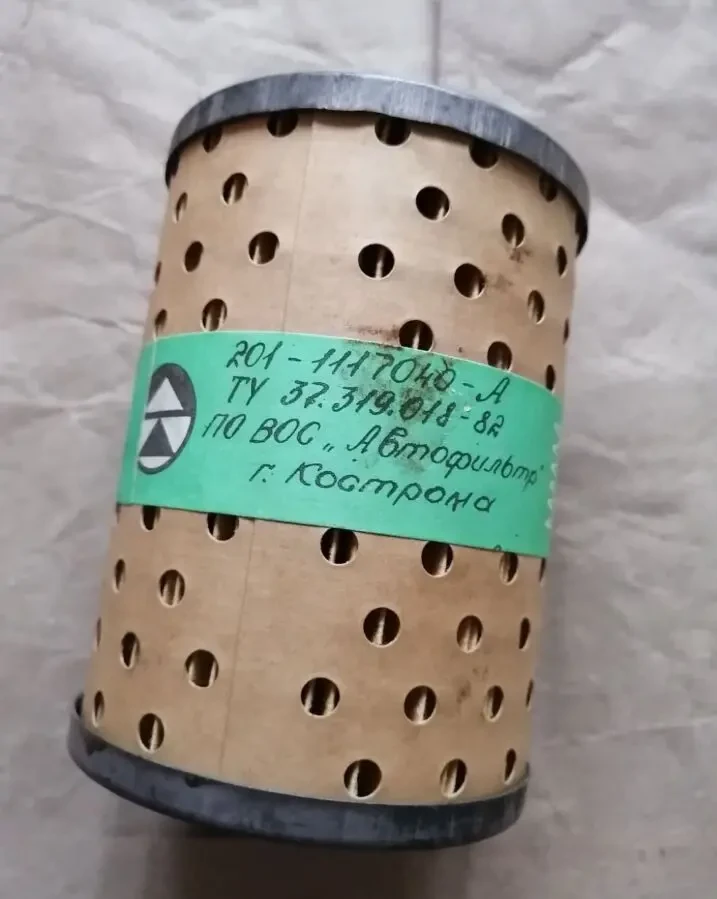 201-1117040-А
ТУ 37.319.018-82
ПО ВОС „Автофильтр"
г. Кострома